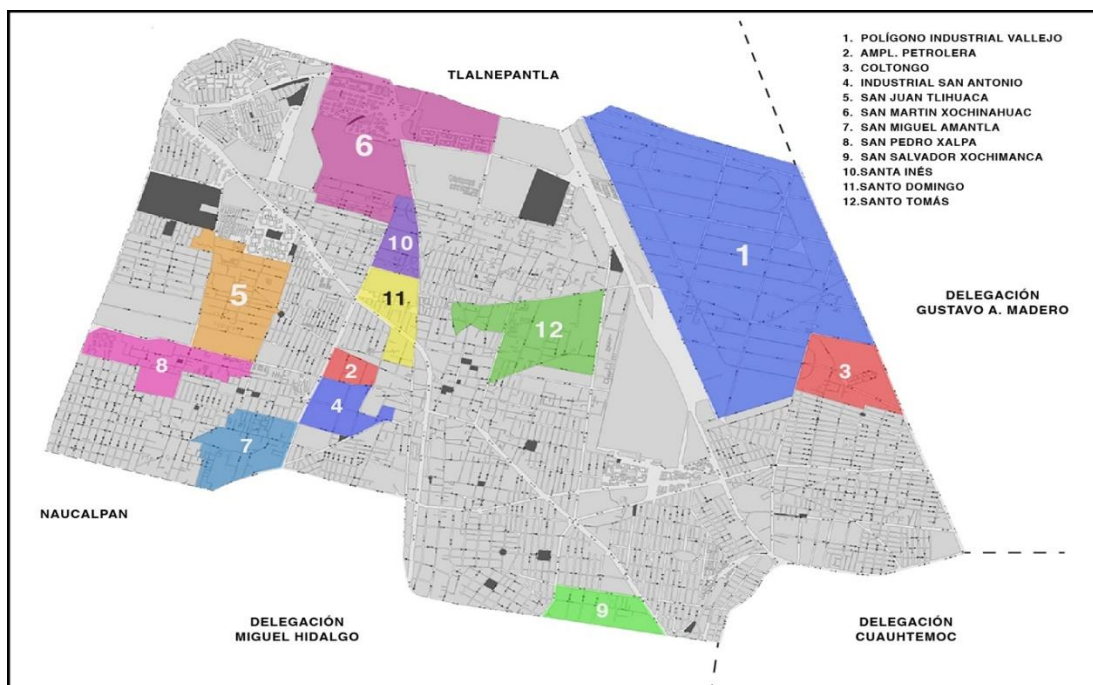 TLALNEPANTLA
1. POLÍGONO INDUSTRIAL VALLEJO
2. AMPL. PETROLERA
3. COLTONGO
4. INDUSTRIAL SAN ANTONIO
5. SAN JUAN TLIHUACA
6. SAN MARTIN XOCHINAHUAC
7. SAN MIGUEL AMANTLA
8. SAN PEDRO XALPA
9. SAN SALVADOR XOCHIMANCA
10. SANTA INÉS
11. SANTO DOMINGO
12. SANTO TOMÁS
6
10
1
5
11
12
DELEGACIÓN
GUSTAVO A. MADERO
8
2
3
4
7
NAUCALPAN
9
DELEGACIÓN
MIGUEL HIDALGO
DELEGACIÓN
CUAUHTEMOC